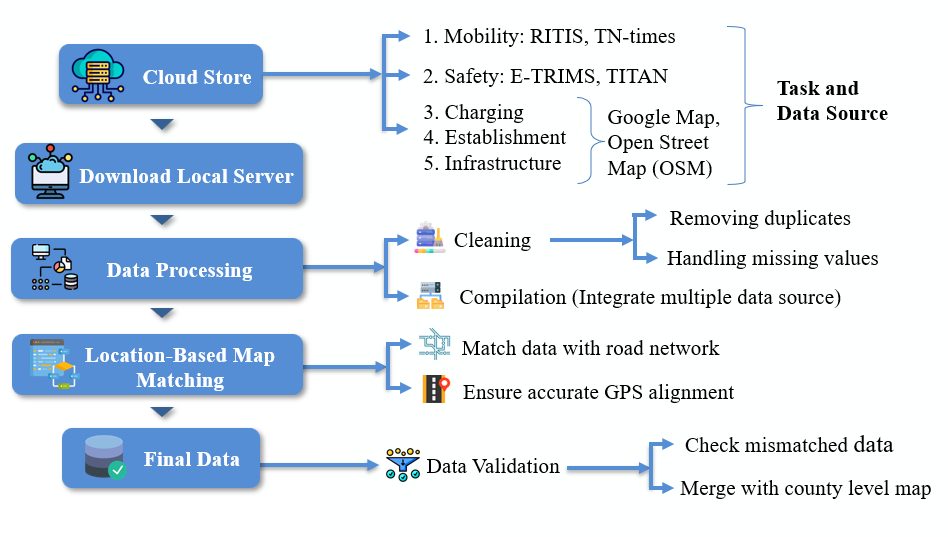 Cloud Store
1. Mobility: RITIS, TN-times
2. Safety: E-TRIMS, TITAN
3. Charging
4. Establishment
5. Infrastructure
Google Map,
Open Street
Map (OSM)
Task and
Data Source
Download Local Server
Data Processing
Cleaning
Removing duplicates
Handling missing values
Compilation (Integrate multiple data source)
Location-Based Map
Matching
Match data with road network
Ensure accurate GPS alignment
Final Data
Data Validation
Check mismatched data
Merge with county level map